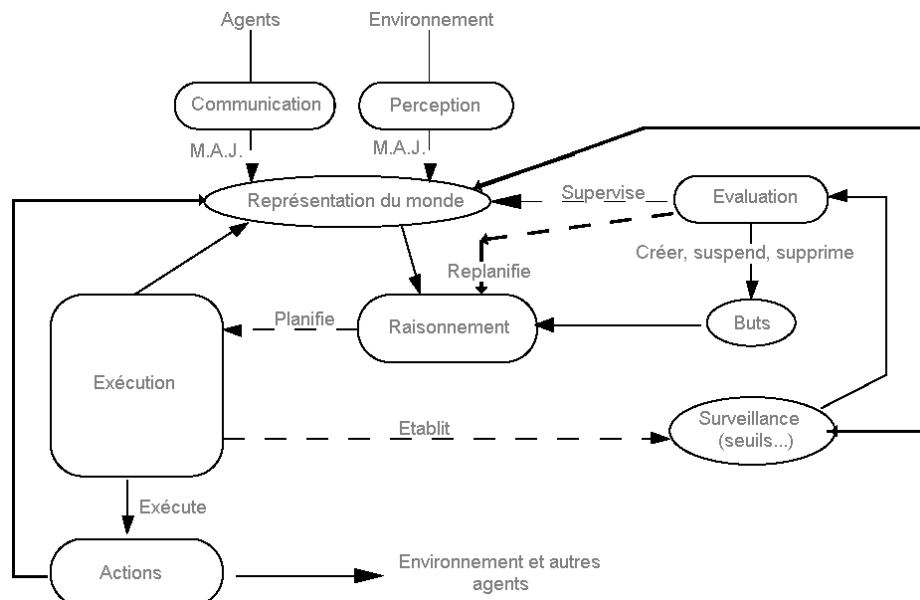 Agents
Environnement
Communication
Perception
M.A.J.
M.A.J.
Représentation du monde
Supervise
Evaluation
Créer, suspend, supprime
Replanifie
Planifie
Raisonnement
Buts
Exécution
Surveillance
(seuils...)
Etablit
Exécute
Actions
Environnement et autres
agents